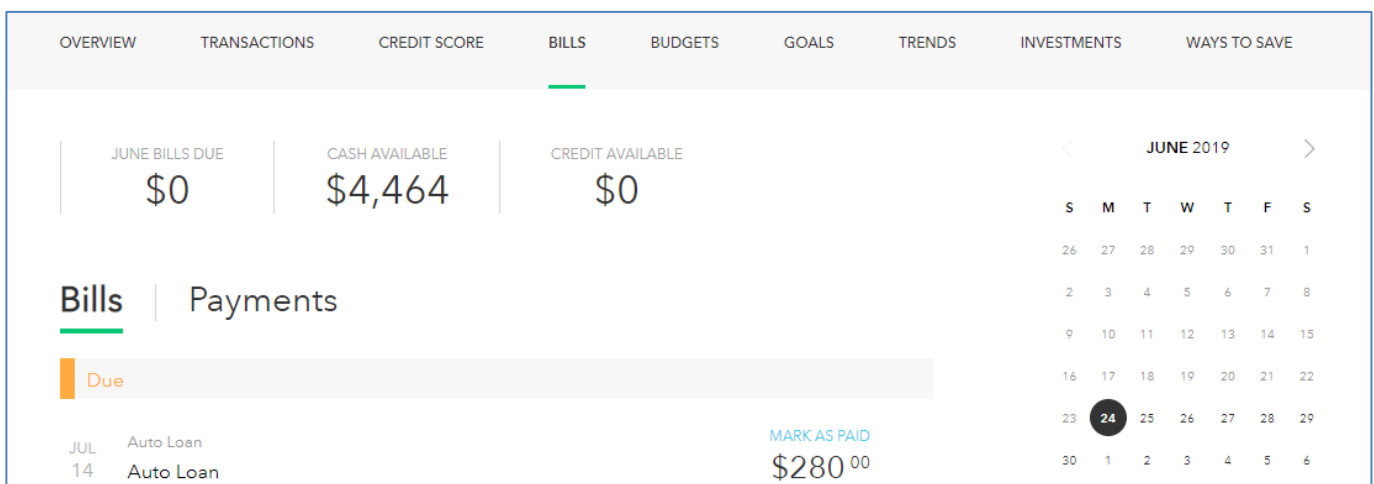 OVERVIEW TRANSACTIONS CREDIT SCORE BILLS BUDGETS GOALS TRENDS INVESTMENTS WAYS TO SAVE
JUNE BILLS DUE CASH AVAILABLE CREDIT AVAILABLE
$0 $4,464 $0
Bills Payments
Due
JUL 14
Auto Loan
Auto Loan
MARK AS PAID
$280 00
JUNE 2019
S M T W T F S
26 27 28 29 30 31 1
2 3 4 5 6 7 8
9 10 11 12 13 14 15
16 17 18 19 20 21 22
23 24 25 26 27 28 29
30 1 2 3 4 5 6